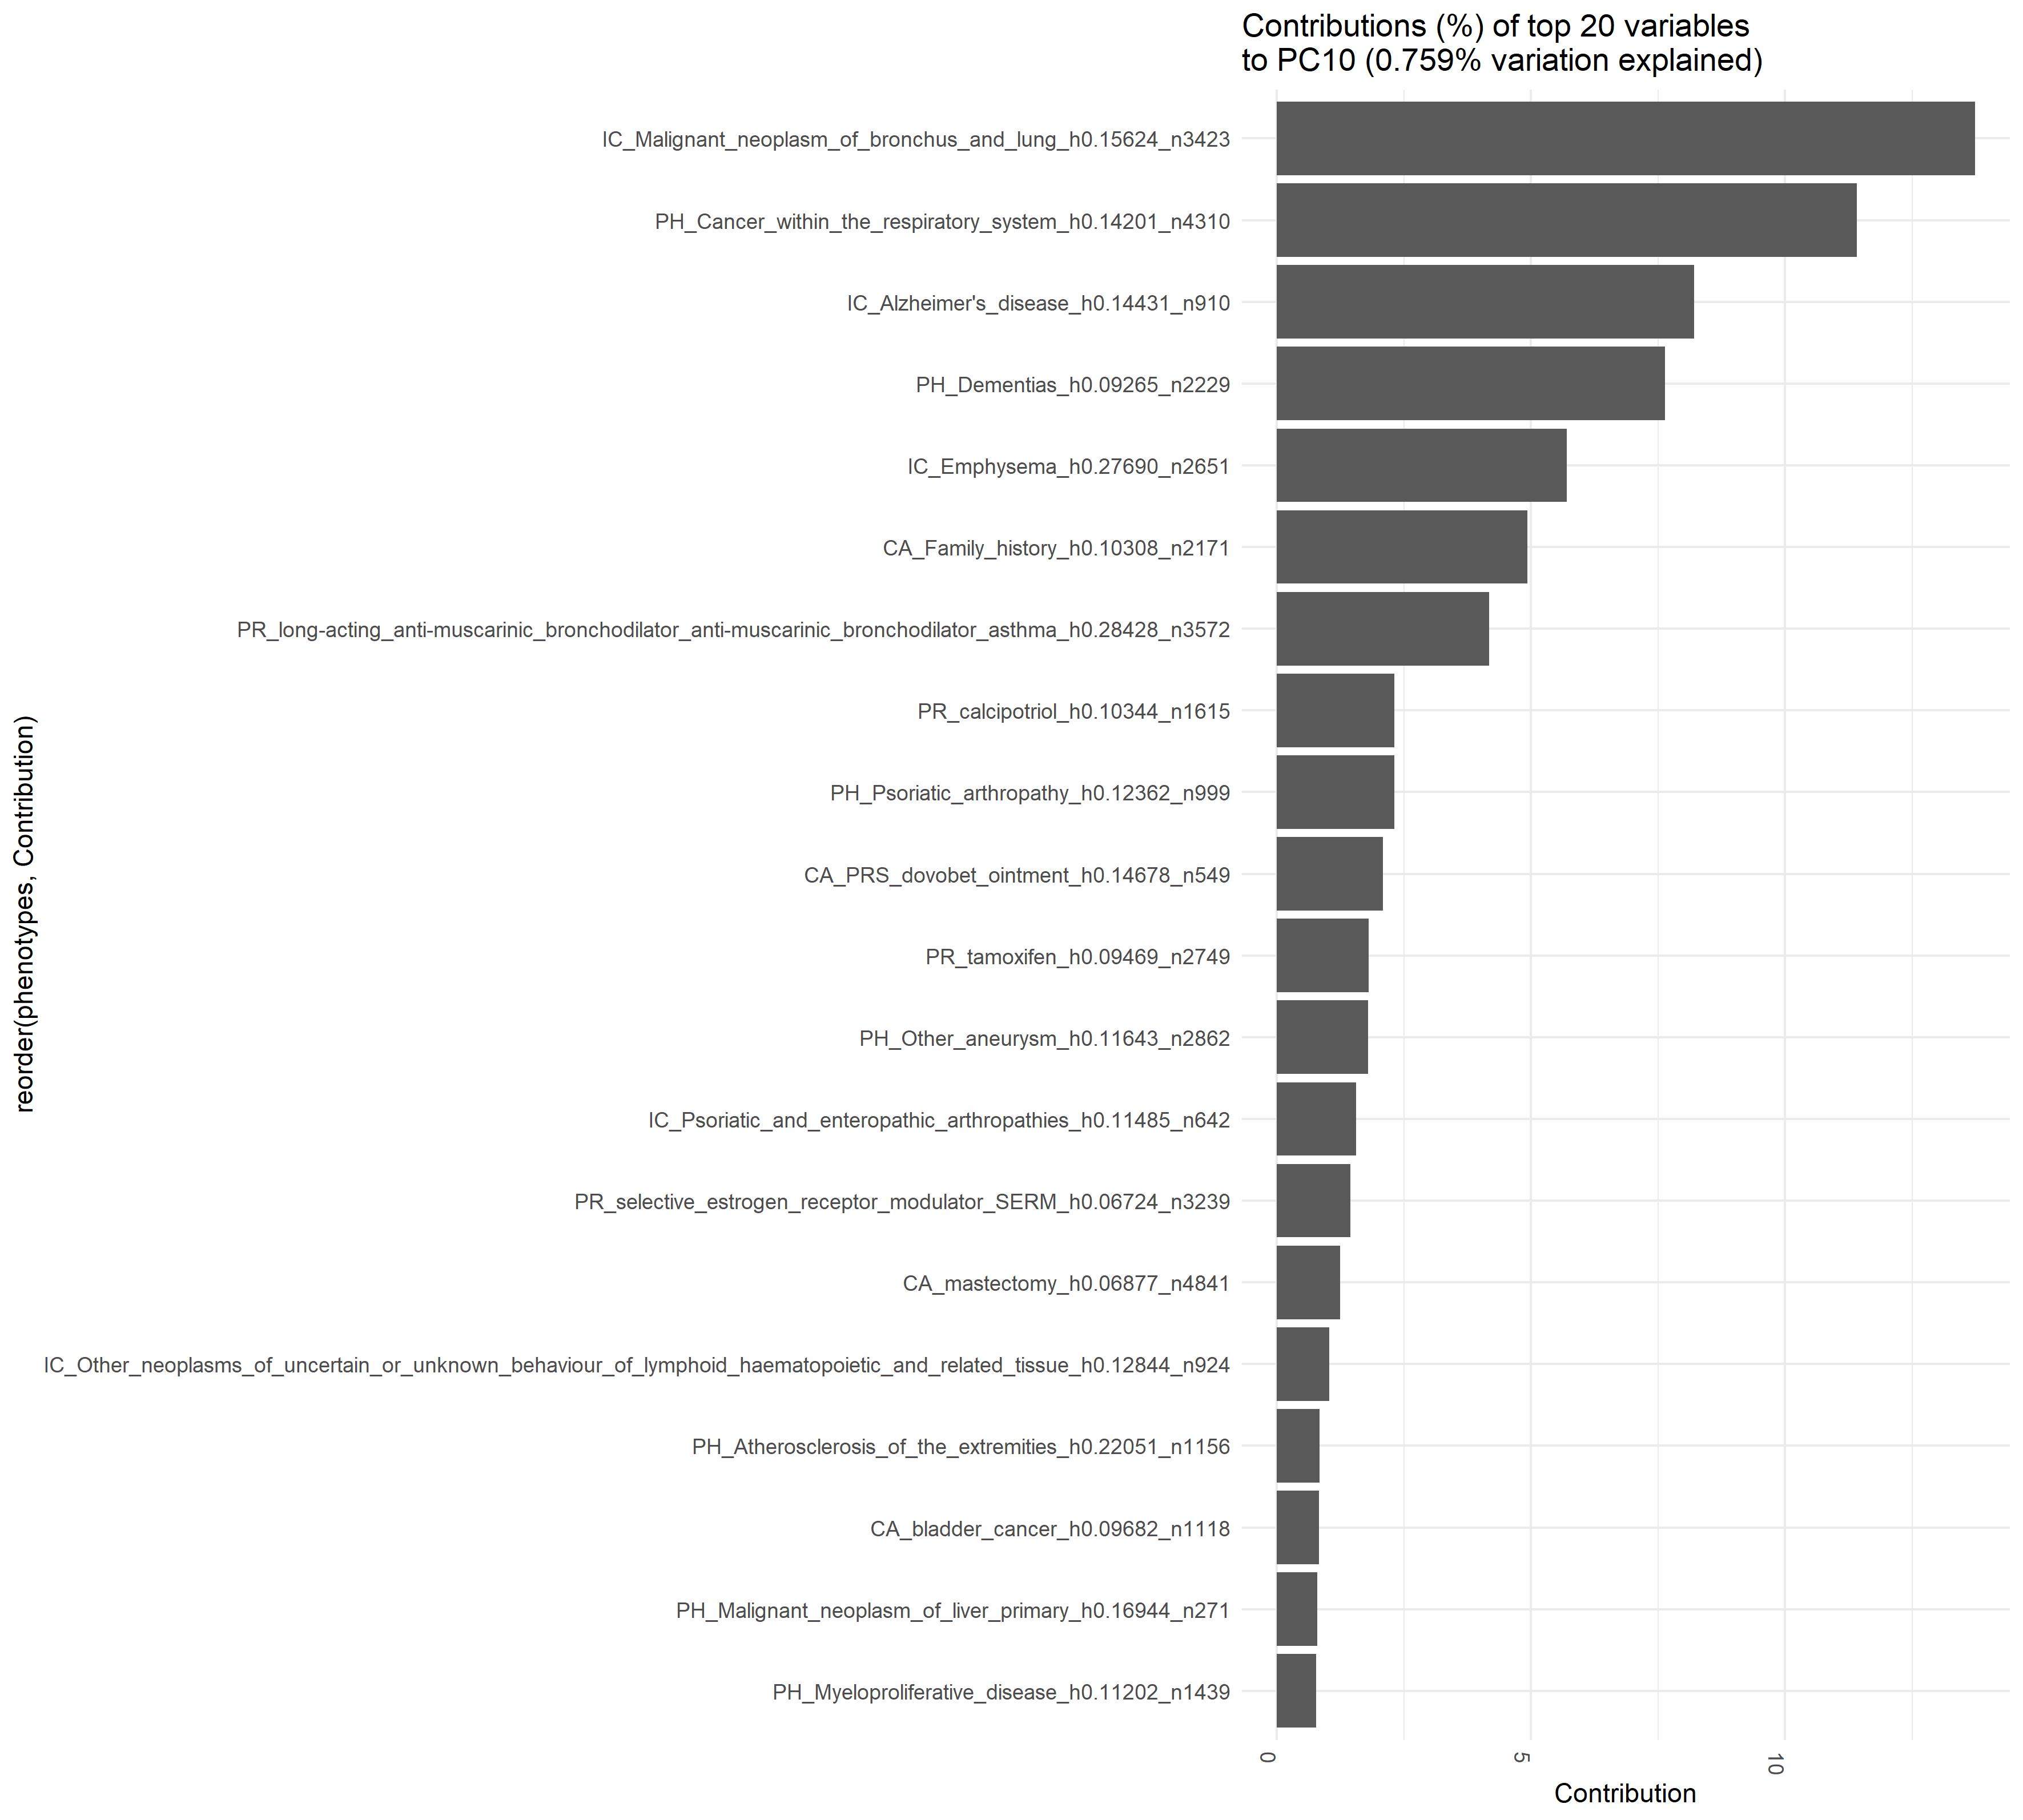 Contributions (%) of top 20 variables
to PC10 (0.759% variation explained)
IC_Malignant_neoplasm_of_bronchus_and_lung_h0.15624_n3423
PH_Cancer_within_the_respiratory_system_h0.14201_n4310
IC_Alzheimer's_disease_h0.14431_n910
PH_Dementias_h0.09265_n2229
IC_Emphysema_h0.27690_n2651
CA_Family_history_h0.10308_n2171
PR_long-acting_anti-muscarinic_bronchodilator_anti-muscarinic_bronchodilator_asthma_h0.28428_n3572
PR_calcipotriol_h0.10344_n1615
PH_Psoriatic_arthropathy_h0.12362_n999
CA_PRS_dovobet_ointment_h0.14678_n549
PR_tamoxifen_h0.09469_n2749
PH_Other_aneurysm_h0.11643_n2862
IC_Psoriatic_and_enteropathic_arthropathies_h0.11485_n642
PR_selective_estrogen_receptor_modulator_SERM_h0.06724_n3239
CA_mastectomy_h0.06877_n4841
IC_Other_neoplasms_of_uncertain_or_unknown_behaviour_of_lymphoid_haematopoietic_and_related_tissue_h0.12844_n924
PH_Atherosclerosis_of_the_extremities_h0.22051_n1156
CA_bladder_cancer_h0.09682_n1118
PH_Malignant_neoplasm_of_liver_primary_h0.16944_n271
PH_Myeloproliferative_disease_h0.11202_n1439
reorder(phenotypes, Contribution)
0
5
10
Contribution